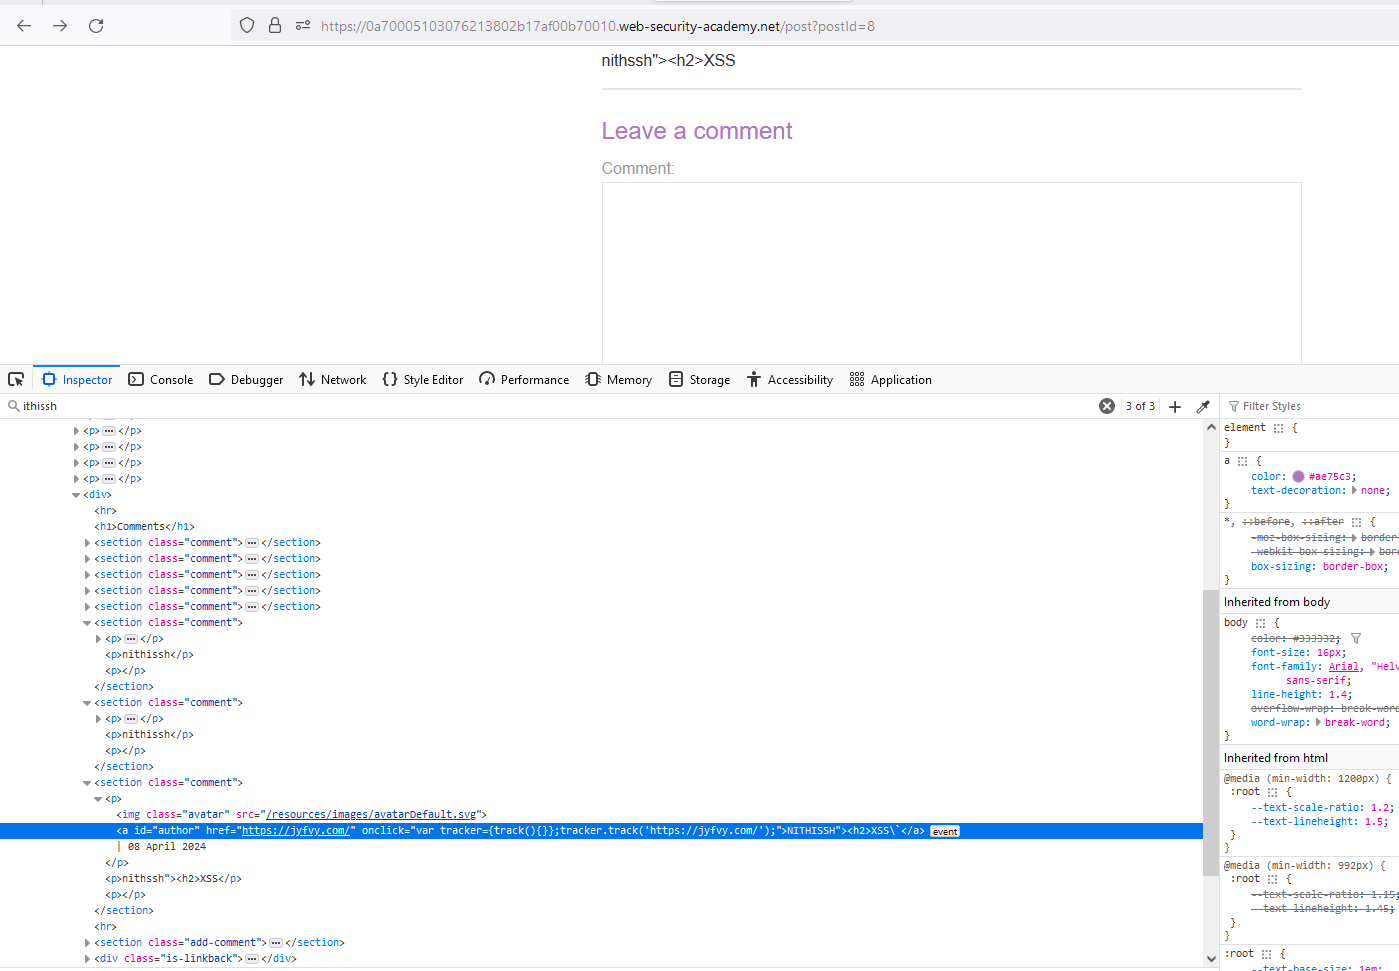 https://0a70005103076213802b17af00b70010.web-security-academy.net/post?postId=8
nithssh"><h2>XSS
Leave a comment
Comment:
Inspector Console Debugger Network Style Editor Performance Memory Storage Accessibility Application
ithissh 3 of 3 Filter Styles
<p></p>
<p></p>
<p></p>
<p></p>
<div>
<hr>
<h1>Comments</h1>
<section class="comment"></section>
<section class="comment"></section>
<section class="comment"></section>
<section class="comment"></section>
<section class="comment"></section>
<section class="comment">
<p></p>
<p>nithissh</p>
<p></p>
</section>
<section class="comment">
<p></p>
<p>nithissh</p>
<p></p>
</section>
<section class="comment">
<p>
<img class="avatar" src="/resources/images/avatarDefault.svg">
<a id="author" href="https://jyfvy.com/" onclick="var tracker={track(){}};tracker.track('https://jyfvy.com/');">NITHISSH"><h2>XSS\`</a> event
| 08 April 2024
</p>
<p>nithssh"><h2>XSS</p>
<p></p>
</section>
<hr>
<section class="add-comment"></section>
<div class="is-linkback"></div>
element {
}
a {
color: #ae75c3;
text-decoration: none;
}
*, ::before, ::after {
-moz-box-sizing: border-
-webkit-box-sizing: bor
box-sizing: border-box;
}
Inherited from body
body {
color: #333332;
font-size: 16px;
font-family: Arial, "Helv
sans-serif;
line-height: 1.4;
overflow-wrap: break-word
word-wrap: break-word;
}
Inherited from html
@media (min-width: 1200px) {
:root {
--text-scale-ratio: 1.2;
--text-lineheight: 1.5;
}
}
@media (min-width: 992px) {
:root {
--text-scale-ratio: 1.15;
--text-lineheight: 1.45;
}
}
:root {
--text-base-size: 1em;